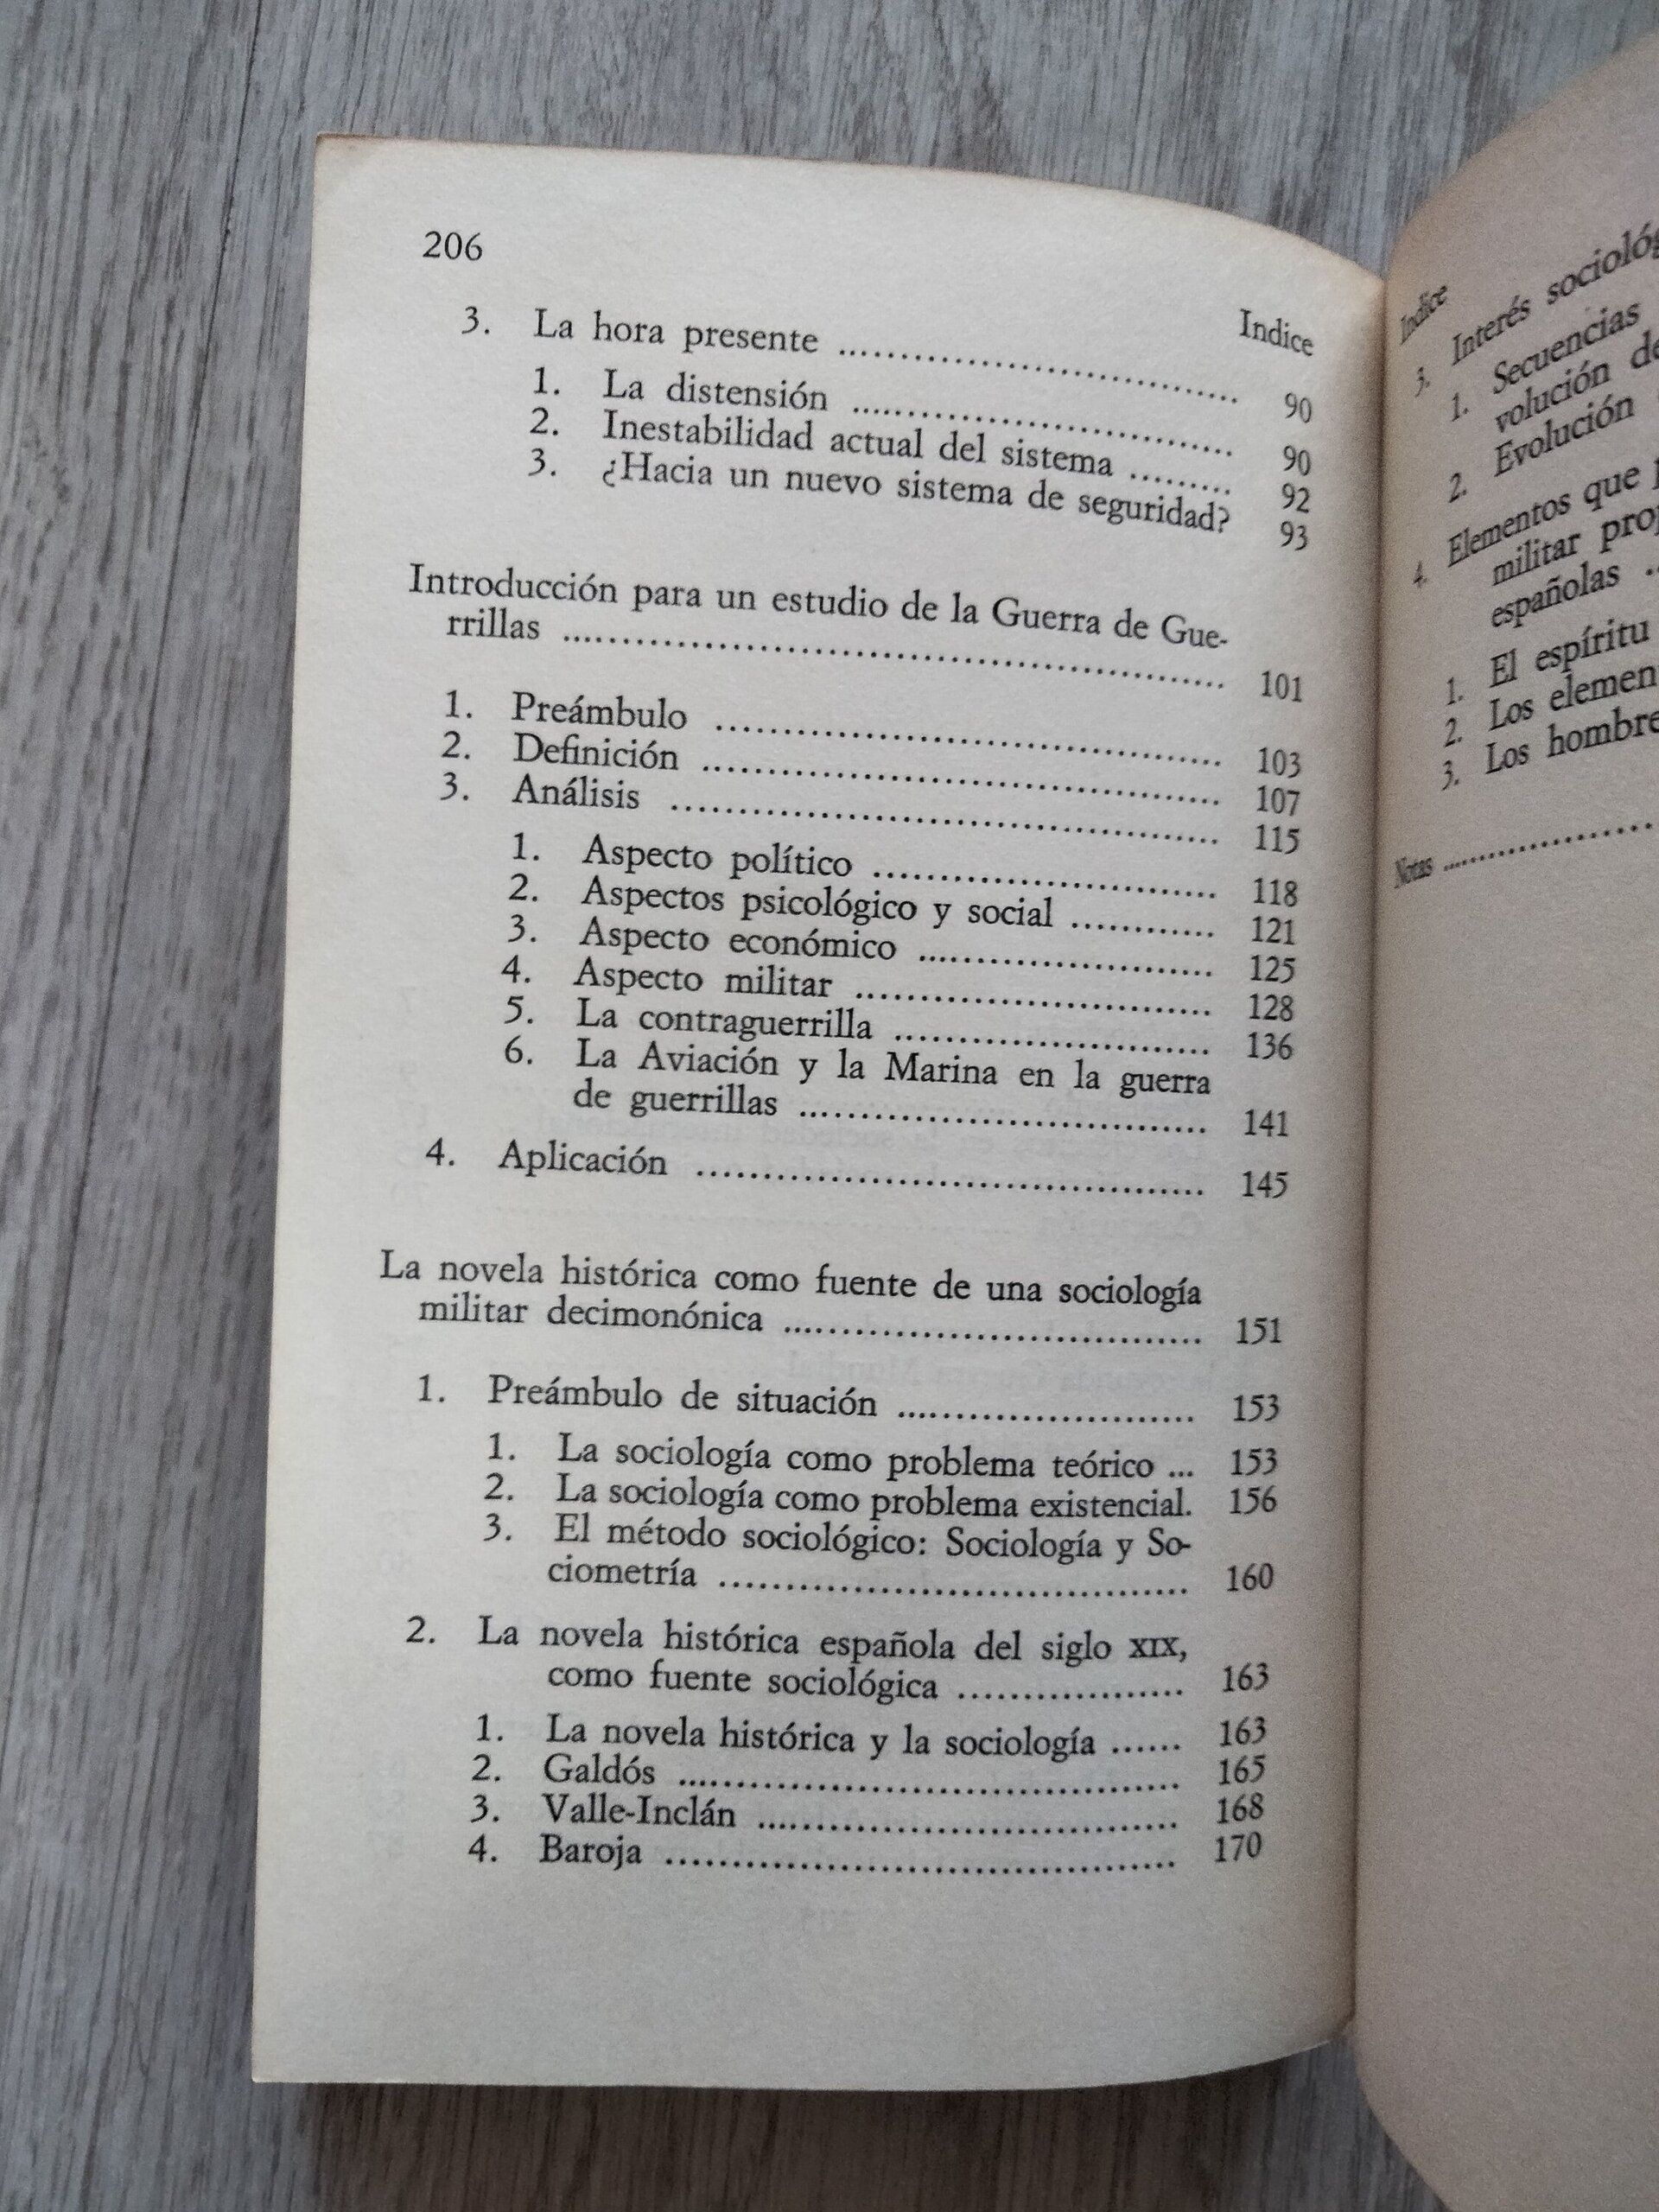 206
Indice
3. La hora presente .......... 90
1. La distensión .......... 90
2. Inestabilidad actual del sistema .......... 92
3. ¿Hacia un nuevo sistema de seguridad? 93
Introducción para un estudio de la Guerra de Gue-
rrillas .......... 101
1. Preámbulo .......... 103
2. Definición .......... 107
3. Análisis .......... 115
1. Aspecto político .......... 118
2. Aspectos psicológico y social .......... 121
3. Aspecto económico .......... 125
4. Aspecto militar .......... 128
5. La contraguerrilla .......... 136
6. La Aviación y la Marina en la guerra
de guerrillas .......... 141
4. Aplicación .......... 145
La novela histórica como fuente de una sociología
militar decimonónica .......... 151
1. Preámbulo de situación .......... 153
1. La sociología como problema teórico ... 153
2. La sociología como problema existencial. 156
3. El método sociológico: Sociología y So-
ciometría .......... 160
2. La novela histórica española del siglo XIX,
como fuente sociológica .......... 163
1. La novela histórica y la sociología ...... 163
2. Galdós .......... 165
3. Valle-Inclán .......... 168
4. Baroja .......... 170
Indice
3. Interés
1. Secuencias
volución
2. Evolución
4. Elementos que
militar
españolas ..
1. El espíritu
2. Los
3. Los
Notas ..........